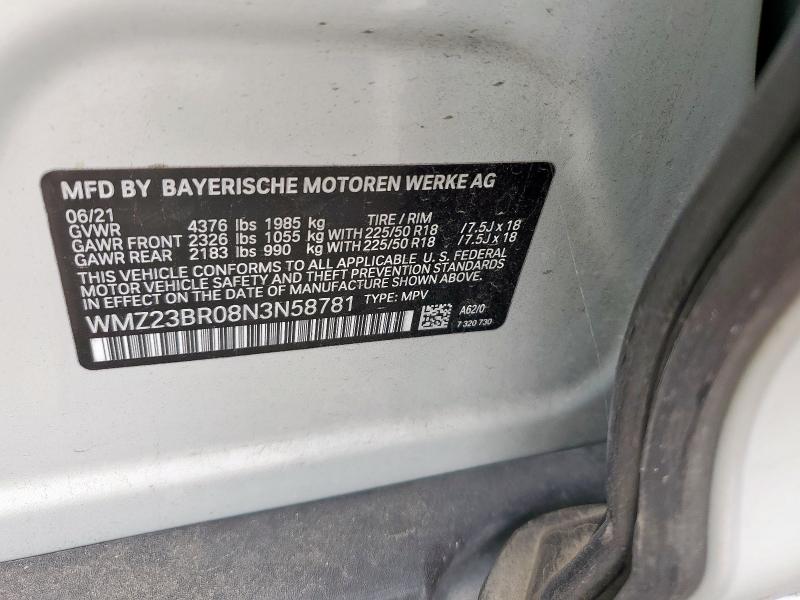 MFD BY BAYERISCHE MOTOREN WERKE AG
06/21 TIRE / RIM
GVWR 4376 lbs 1985 kg
GAWR FRONT 2326 lbs 1055 kg WITH 225/50 R18 /7.5J x 18
GAWR REAR 2183 lbs 990 kg WITH 225/50 R18 /7.5J x 18
THIS VEHICLE CONFORMS TO ALL APPLICABLE U. S. FEDERAL
MOTOR VEHICLE SAFETY AND THEFT PREVENTION STANDARDS
IN EFFECT ON THE DATE OF MANUFACTURE SHOWN ABOVE.
WMZ23BR08N3N58781 TYPE: MPV
A62/0
7 320 730